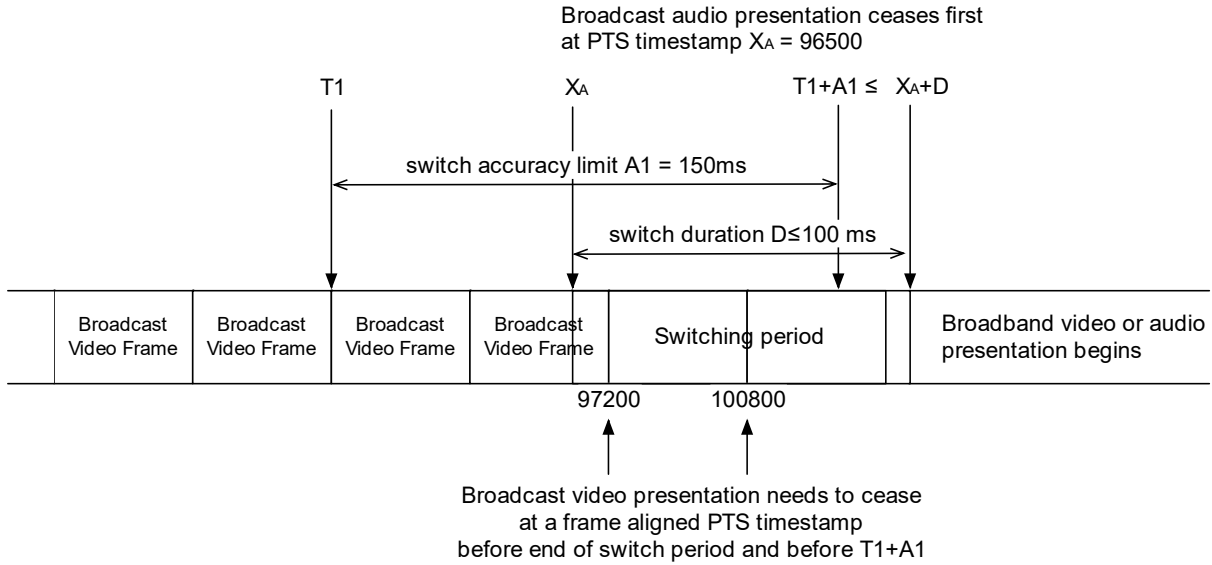 Broadcast audio presentation ceases first
at PTS timestamp XA = 96500
T1
XA
T1+A1 ≤ XA+D
switch accuracy limit A1 = 150ms
switch duration D≤100 ms
Broadcast
Video Frame
Broadcast
Video Frame
Broadcast
Video Frame
Broadcast
Video Frame
Switching period
Broadband video or audio
presentation begins
97200
100800
Broadcast video presentation needs to cease
at a frame aligned PTS timestamp
before end of switch period and before T1+A1